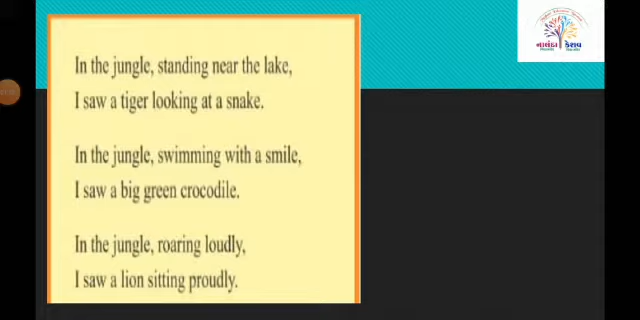 In the jungle, standing near the lake,
I saw a tiger looking at a snake.
In the jungle, swimming with a smile,
I saw a big green crocodile.
In the jungle, roaring loudly,
I saw a lion sitting proudly.
નાલંદા
કેશવ